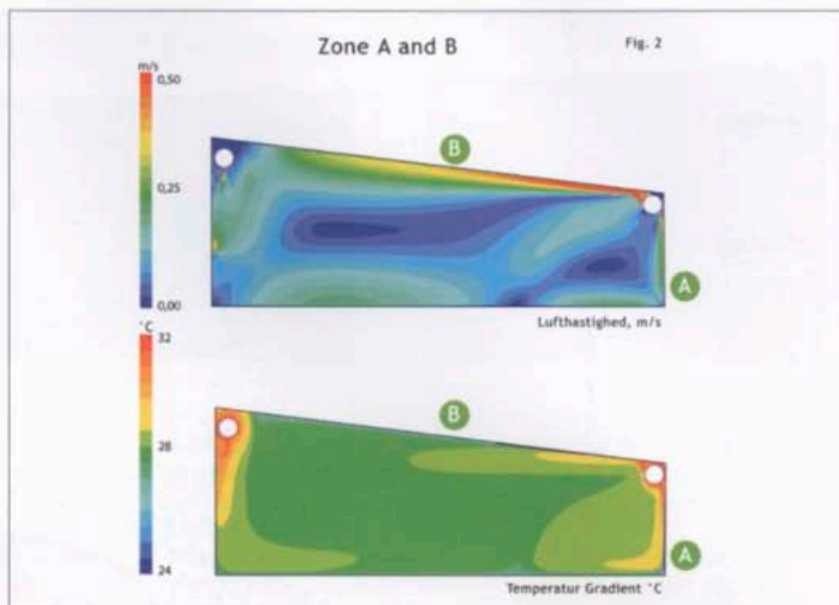 Zone A and B
Fig. 2
m/s
0,50
0,25
0,00
B
A
Lufthastighed, m/s
°C
32
28
24
B
A
Temperatur Gradient °C